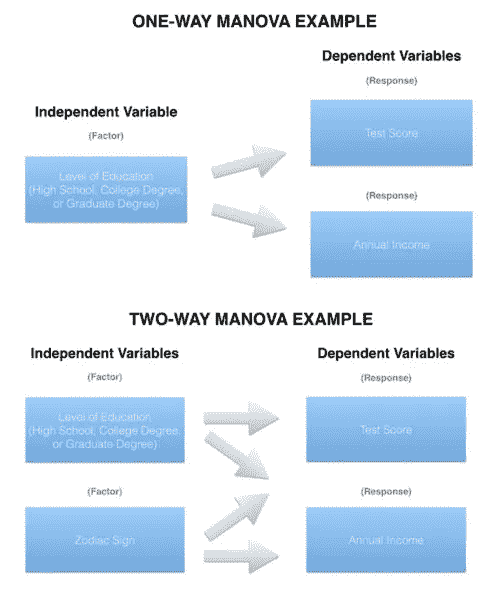 ONE-WAY MANOVA EXAMPLE
Dependent Variables
(Response)
Independent Variable
(Factor)
Test Score
Level of Education
(High School, College Degree,
or Graduate Degree)
(Response)
Annual Income
TWO-WAY MANOVA EXAMPLE
Independent Variables
Dependent Variables
(Factor)
(Response)
Level of Education
(High School, College Degree,
or Graduate Degree)
Test Score
(Factor)
(Response)
Zodiac Sign
Annual Income